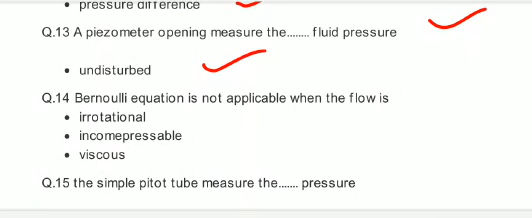 • pressure difference
Q.13 A piezometer opening measure the........ fluid pressure
• undisturbed
Q.14 Bernoulli equation is not applicable when the flow is
• irrotational
• incomepressable
• viscous
Q.15 the simple pitot tube measure the....... pressure